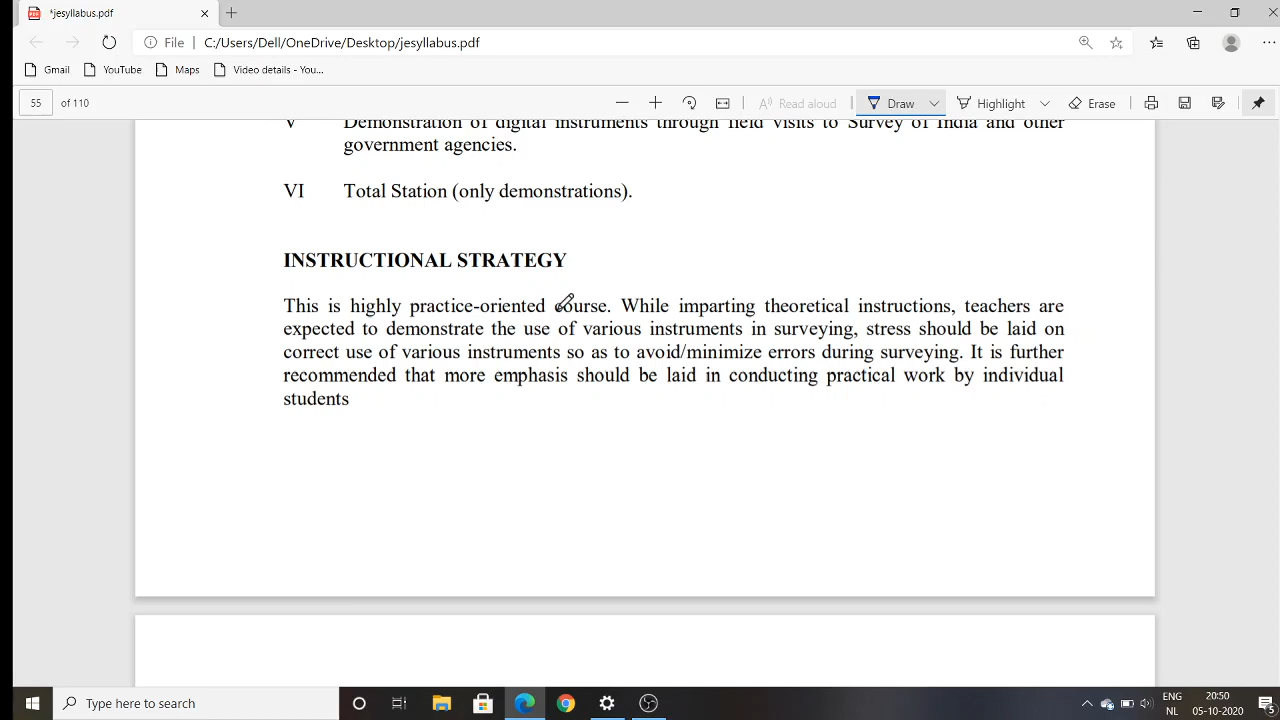 *jesyllabus.pdf
File C:/Users/Dell/OneDrive/Desktop/jesyllabus.pdf
Gmail YouTube Maps Video details - You...
55 of 110 Read aloud Draw Highlight Erase
V Demonstration of digital instruments through field visits to Survey of India and other
government agencies.
VI Total Station (only demonstrations).
INSTRUCTIONAL STRATEGY
This is highly practice-oriented course. While imparting theoretical instructions, teachers are
expected to demonstrate the use of various instruments in surveying, stress should be laid on
correct use of various instruments so as to avoid/minimize errors during surveying. It is further
recommended that more emphasis should be laid in conducting practical work by individual
students
Type here to search
ENG 20:50
NL 05-10-2020 5